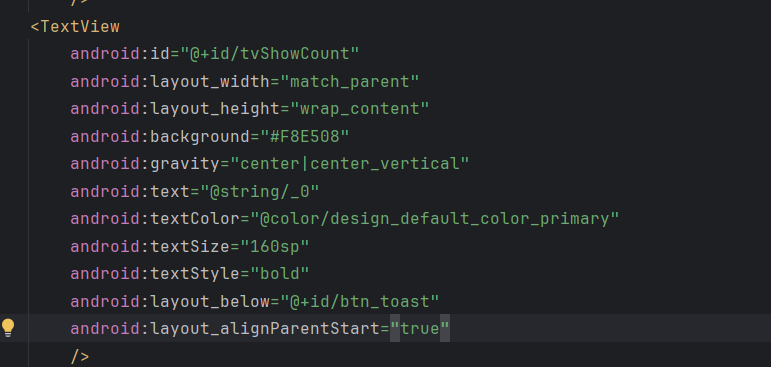 />
<TextView
android:id="@+id/tvShowCount"
android:layout_width="match_parent"
android:layout_height="wrap_content"
android:background="#F8E508"
android:gravity="center|center_vertical"
android:text="@string/_0"
android:textColor="@color/design_default_color_primary"
android:textSize="160sp"
android:textStyle="bold"
android:layout_below="@+id/btn_toast"
android:layout_alignParentStart="true"
/>